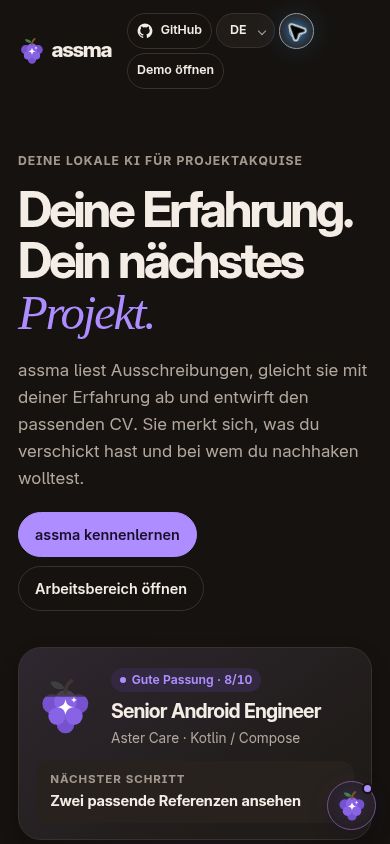 assma
GitHub
DE
Demo öffnen
DEINE LOKALE KI FÜR PROJEKTAKQUISE
Deine Erfahrung.
Dein nächstes
Projekt.
assma liest Ausschreibungen, gleicht sie mit
deiner Erfahrung ab und entwirft den
passenden CV. Sie merkt sich, was du
verschickt hast und bei wem du nachhaken
wolltest.
assma kennenlernen
Arbeitsbereich öffnen
Gute Passung · 8/10
Senior Android Engineer
Aster Care · Kotlin / Compose
NÄCHSTER SCHRITT
Zwei passende Referenzen ansehen